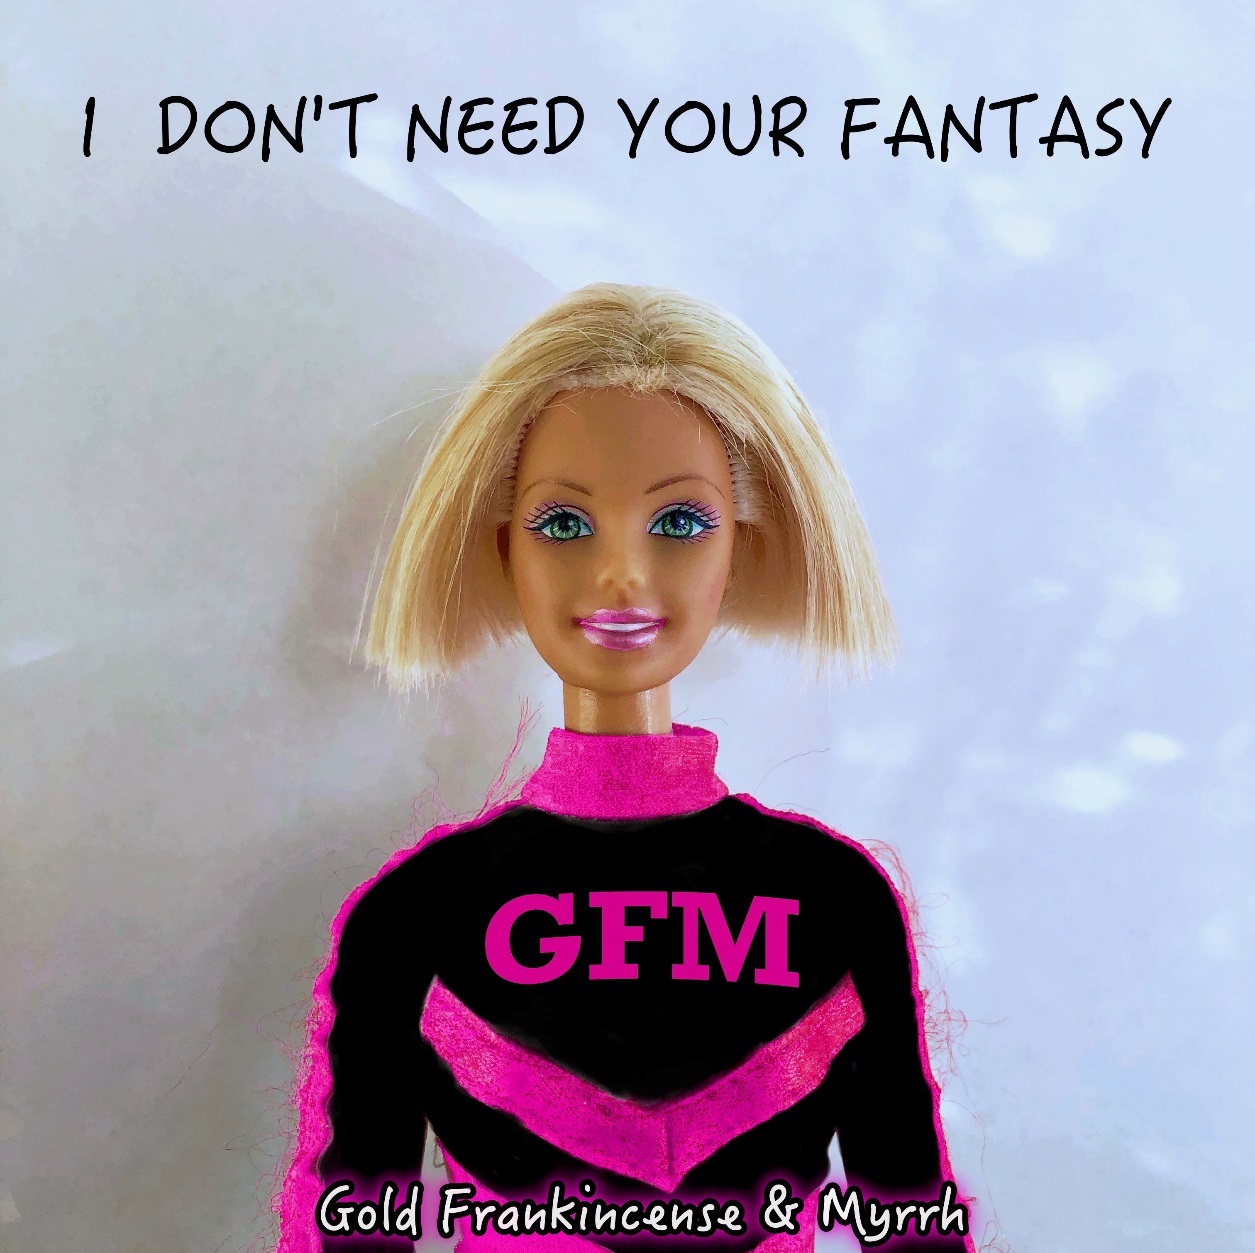 I DON'T NEED YOUR FANTASY
GFM
Gold Frankincense & Myrrh